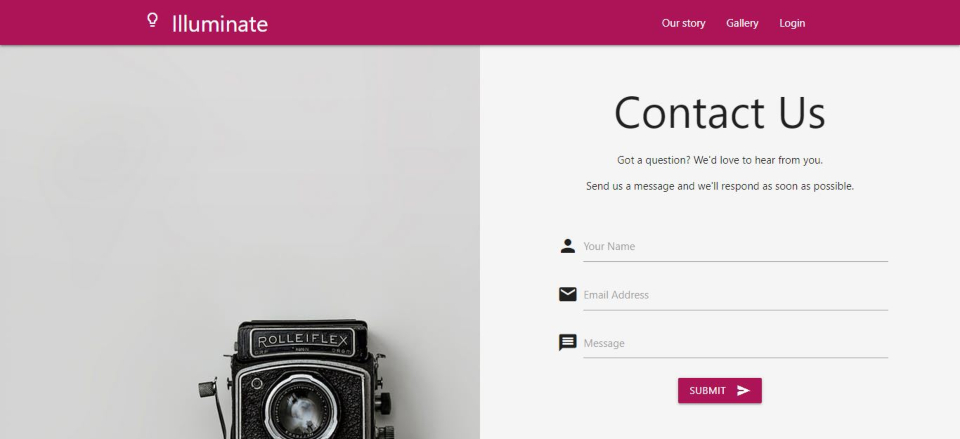 Illuminate
Our story Gallery Login
Contact Us
Got a question? We'd love to hear from you.
Send us a message and we'll respond as soon as possible.
Your Name
Email Address
Message
SUBMIT
ROLLEIFLEX